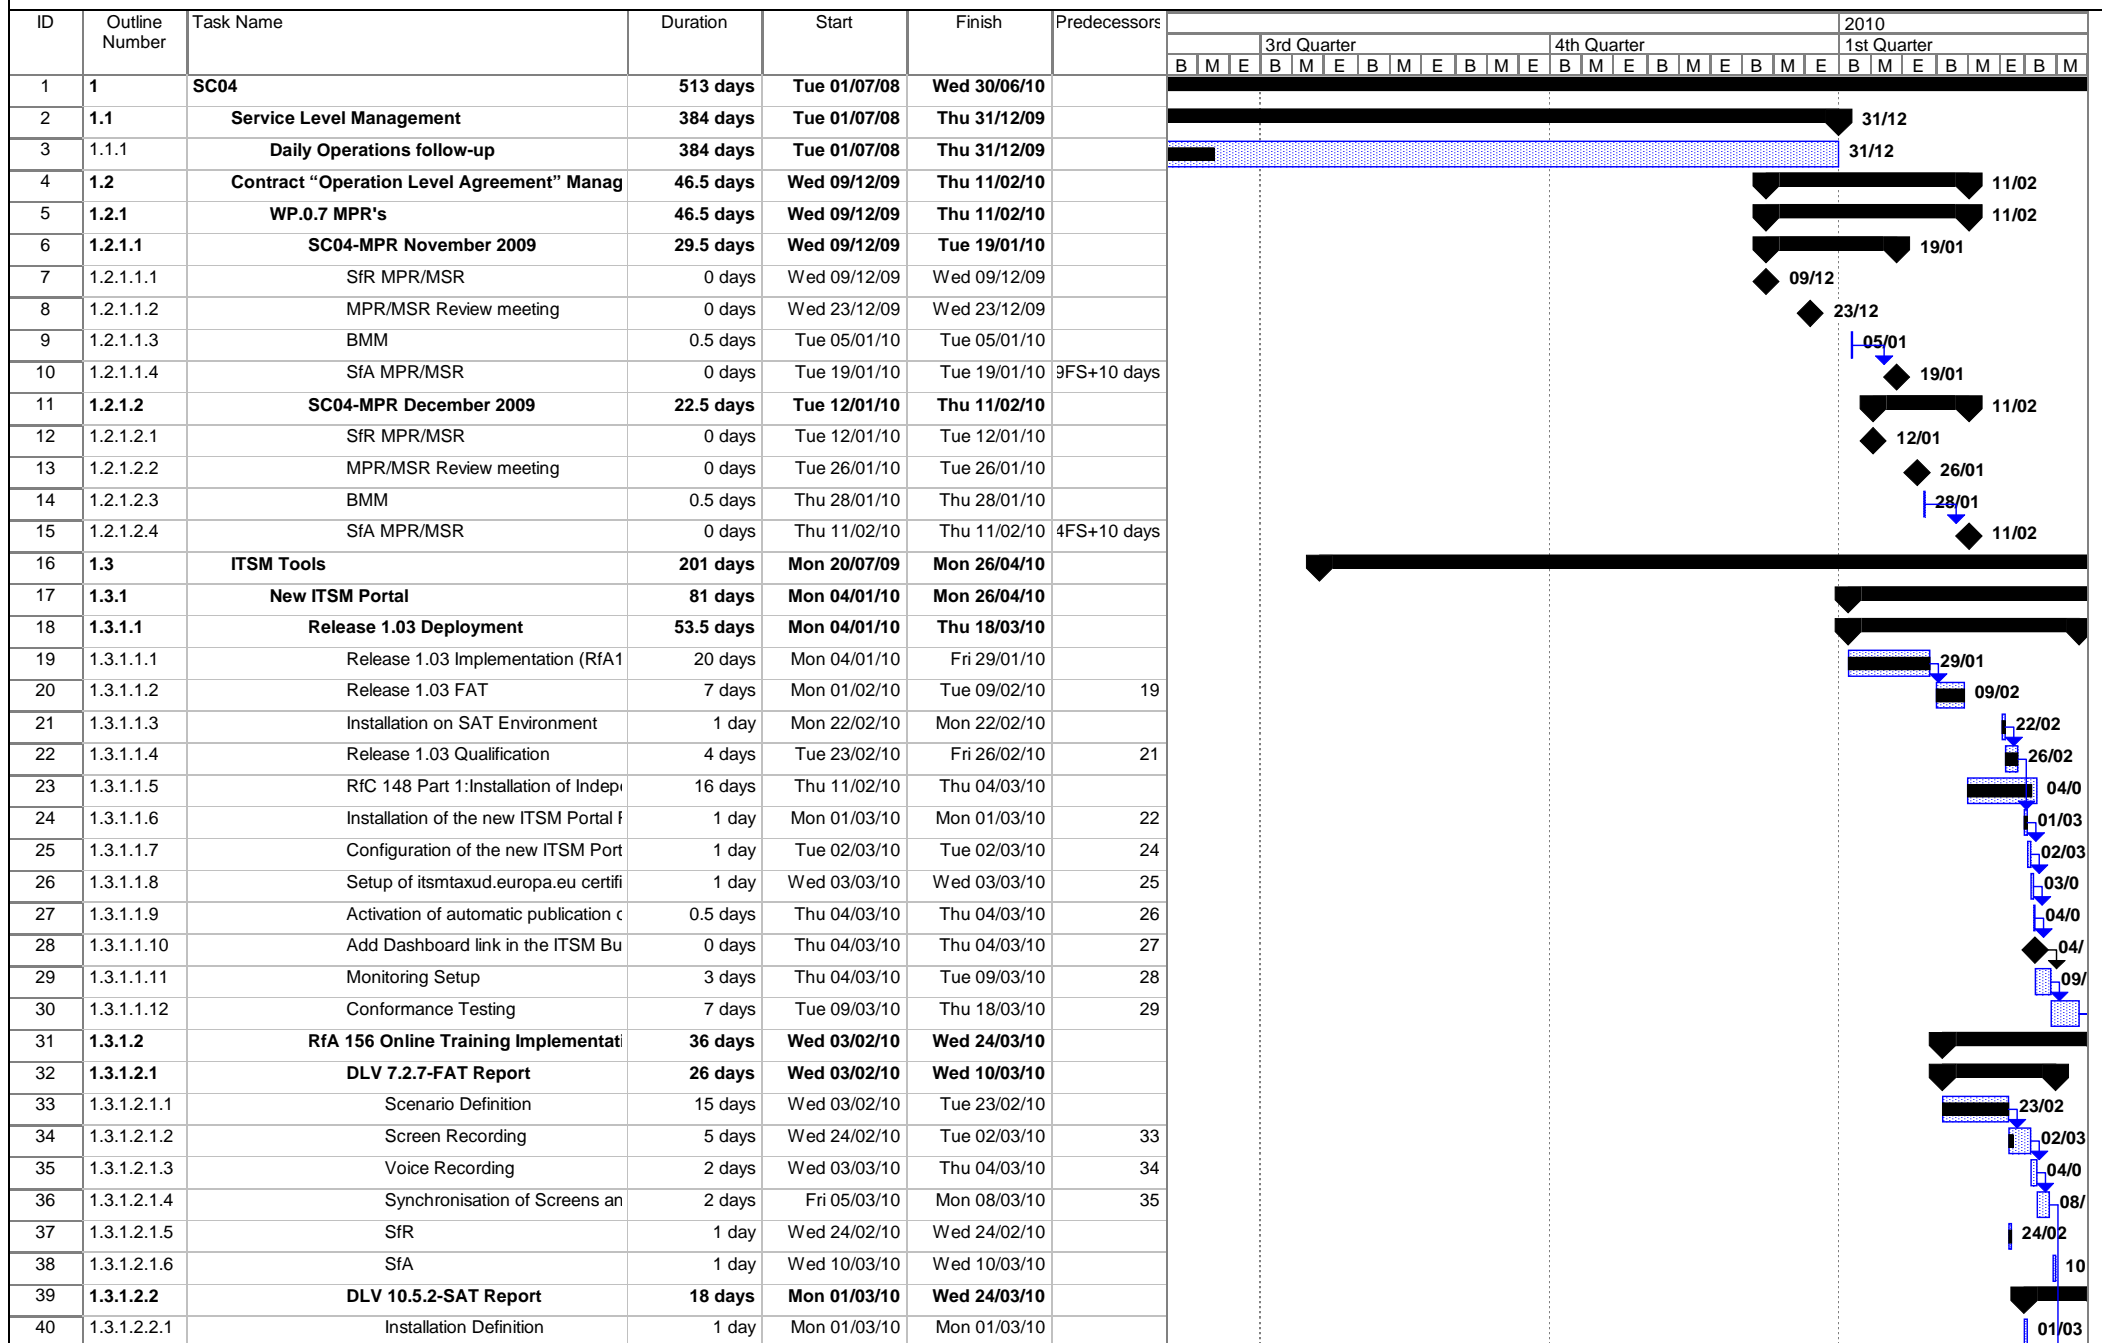 ID Outline Number Task Name Duration Start Finish Predecessors
2010
3rd Quarter 4th Quarter 1st Quarter
B M E B M E B M E B M E B M E B M E B M E B M E B M E B M
1 1 SC04 513 days Tue 01/07/08 Wed 30/06/10
2 1.1 Service Level Management 384 days Tue 01/07/08 Thu 31/12/09 31/12
3 1.1.1 Daily Operations follow-up 384 days Tue 01/07/08 Thu 31/12/09 31/12
4 1.2 Contract “Operation Level Agreement” Manag 46.5 days Wed 09/12/09 Thu 11/02/10 11/02
5 1.2.1 WP.0.7 MPR's 46.5 days Wed 09/12/09 Thu 11/02/10 11/02
6 1.2.1.1 SC04-MPR November 2009 29.5 days Wed 09/12/09 Tue 19/01/10 19/01
7 1.2.1.1.1 SfR MPR/MSR 0 days Wed 09/12/09 Wed 09/12/09 09/12
8 1.2.1.1.2 MPR/MSR Review meeting 0 days Wed 23/12/09 Wed 23/12/09 23/12
9 1.2.1.1.3 BMM 0.5 days Tue 05/01/10 Tue 05/01/10 05/01
10 1.2.1.1.4 SfA MPR/MSR 0 days Tue 19/01/10 Tue 19/01/10 9FS+10 days 19/01
11 1.2.1.2 SC04-MPR December 2009 22.5 days Tue 12/01/10 Thu 11/02/10 11/02
12 1.2.1.2.1 SfR MPR/MSR 0 days Tue 12/01/10 Tue 12/01/10 12/01
13 1.2.1.2.2 MPR/MSR Review meeting 0 days Tue 26/01/10 Tue 26/01/10 26/01
14 1.2.1.2.3 BMM 0.5 days Thu 28/01/10 Thu 28/01/10 28/01
15 1.2.1.2.4 SfA MPR/MSR 0 days Thu 11/02/10 Thu 11/02/10 4FS+10 days 11/02
16 1.3 ITSM Tools 201 days Mon 20/07/09 Mon 26/04/10
17 1.3.1 New ITSM Portal 81 days Mon 04/01/10 Mon 26/04/10
18 1.3.1.1 Release 1.03 Deployment 53.5 days Mon 04/01/10 Thu 18/03/10
19 1.3.1.1.1 Release 1.03 Implementation (RfA1 20 days Mon 04/01/10 Fri 29/01/10 29/01
20 1.3.1.1.2 Release 1.03 FAT 7 days Mon 01/02/10 Tue 09/02/10 19 09/02
21 1.3.1.1.3 Installation on SAT Environment 1 day Mon 22/02/10 Mon 22/02/10 22/02
22 1.3.1.1.4 Release 1.03 Qualification 4 days Tue 23/02/10 Fri 26/02/10 21 26/02
23 1.3.1.1.5 RfC 148 Part 1:Installation of Indep 16 days Thu 11/02/10 Thu 04/03/10 04/0
24 1.3.1.1.6 Installation of the new ITSM Portal 1 day Mon 01/03/10 Mon 01/03/10 22 01/03
25 1.3.1.1.7 Configuration of the new ITSM Port 1 day Tue 02/03/10 Tue 02/03/10 24 02/03
26 1.3.1.1.8 Setup of itsmtaxud.europa.eu certifi 1 day Wed 03/03/10 Wed 03/03/10 25 03/0
27 1.3.1.1.9 Activation of automatic publication 0.5 days Thu 04/03/10 Thu 04/03/10 26 04/0
28 1.3.1.1.10 Add Dashboard link in the ITSM Bu 0 days Thu 04/03/10 Thu 04/03/10 27 04/
29 1.3.1.1.11 Monitoring Setup 3 days Thu 04/03/10 Tue 09/03/10 28 09/
30 1.3.1.1.12 Conformance Testing 7 days Tue 09/03/10 Thu 18/03/10 29
31 1.3.1.2 RfA 156 Online Training Implementati 36 days Wed 03/02/10 Wed 24/03/10
32 1.3.1.2.1 DLV 7.2.7-FAT Report 26 days Wed 03/02/10 Wed 10/03/10
33 1.3.1.2.1.1 Scenario Definition 15 days Wed 03/02/10 Tue 23/02/10 23/02
34 1.3.1.2.1.2 Screen Recording 5 days Wed 24/02/10 Tue 02/03/10 33 02/03
35 1.3.1.2.1.3 Voice Recording 2 days Wed 03/03/10 Thu 04/03/10 34 04/0
36 1.3.1.2.1.4 Synchronisation of Screens an 2 days Fri 05/03/10 Mon 08/03/10 35 08/
37 1.3.1.2.1.5 SfR 1 day Wed 24/02/10 Wed 24/02/10 24/02
38 1.3.1.2.1.6 SfA 1 day Wed 10/03/10 Wed 10/03/10 10
39 1.3.1.2.2 DLV 10.5.2-SAT Report 18 days Mon 01/03/10 Wed 24/03/10
40 1.3.1.2.2.1 Installation Definition 1 day Mon 01/03/10 Mon 01/03/10 01/03